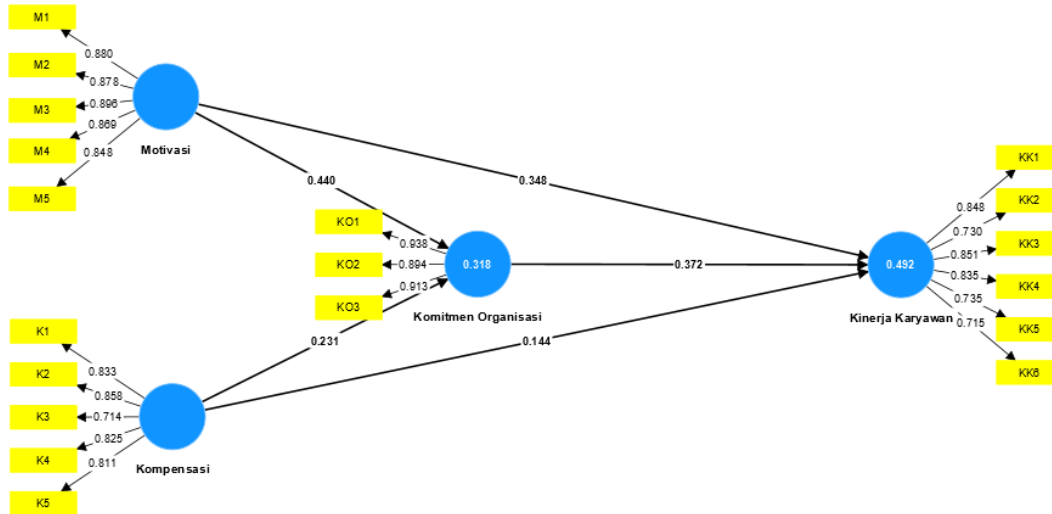 M1
M2
M3
M4
M5
0.880
0.878
0.896
0.869
0.848
Motivasi
0.440
0.348
KO1
KO2
KO3
0.938
0.894
0.913
0.318
Komitmen Organisasi
0.372
0.231
0.144
K1
K2
K3
K4
K5
0.833
0.858
0.714
0.825
0.811
Kompensasi
0.492
Kinerja Karyawan
0.848
0.730
0.851
0.835
0.735
0.715
KK1
KK2
KK3
KK4
KK5
KK6